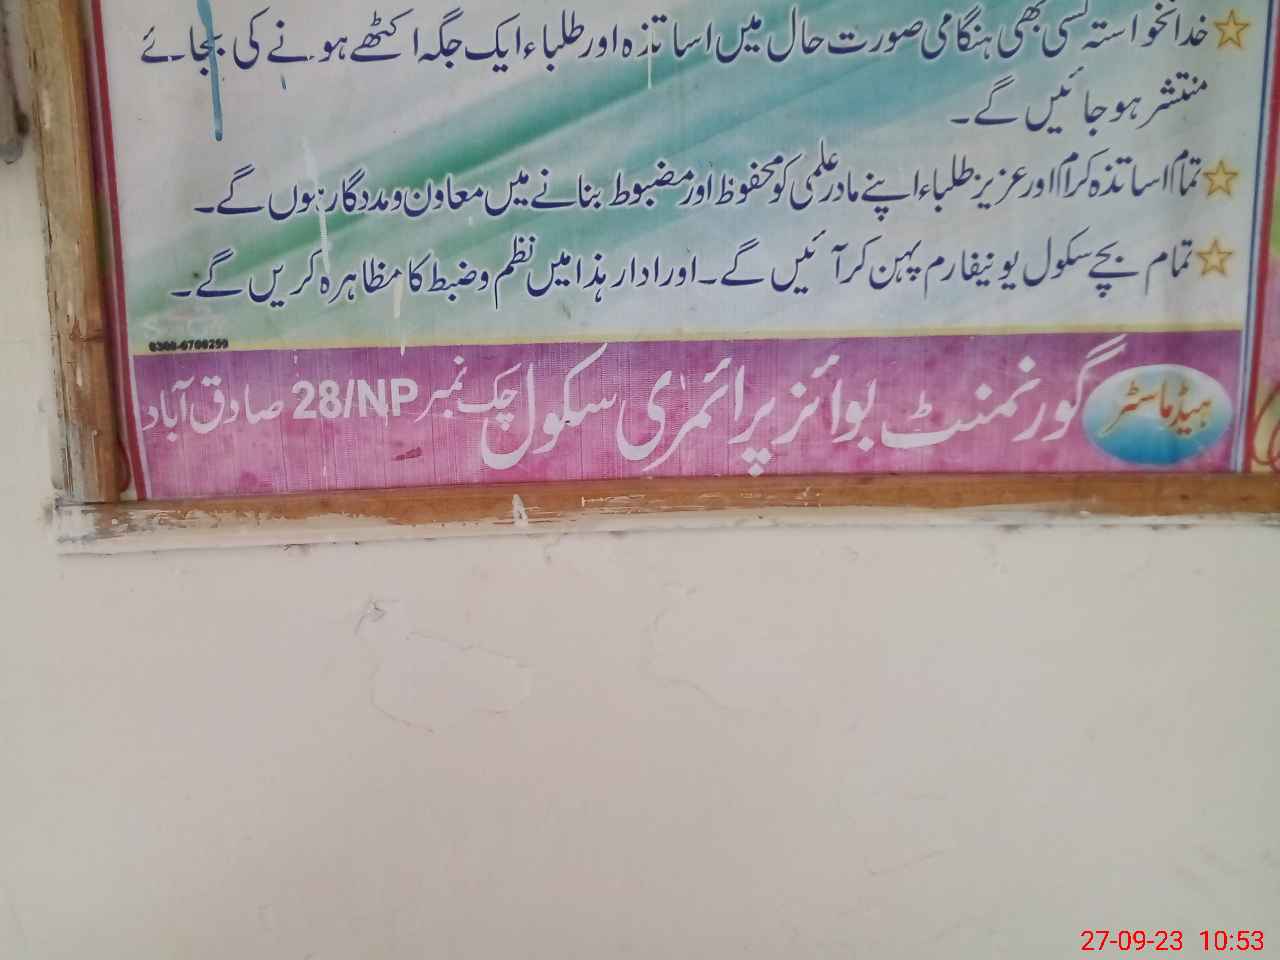 خدانخواستہ کسی بھی ہنگامی صورت حال میں اساتذہ اور طلباء ایک جگہ اکٹھے ہونے کی بجائے
منتشر ہو جائیں گے۔
تمام اساتذہ کرام اور عزیز طلباء اپنے مادر علمی کو محفوظ اور مضبوط بنانے میں معاون و مددگار ہوں گے۔
تمام بچے سکول یونیفارم پہن کر آئیں گے۔ اور ادار ہذا میں نظم و ضبط کا مظاہرہ کریں گے۔
ہیڈ ماسٹر گورنمنٹ بوائز پرائمری سکول چک نمبر 28/NP صادق آباد
27-09-23 10:53